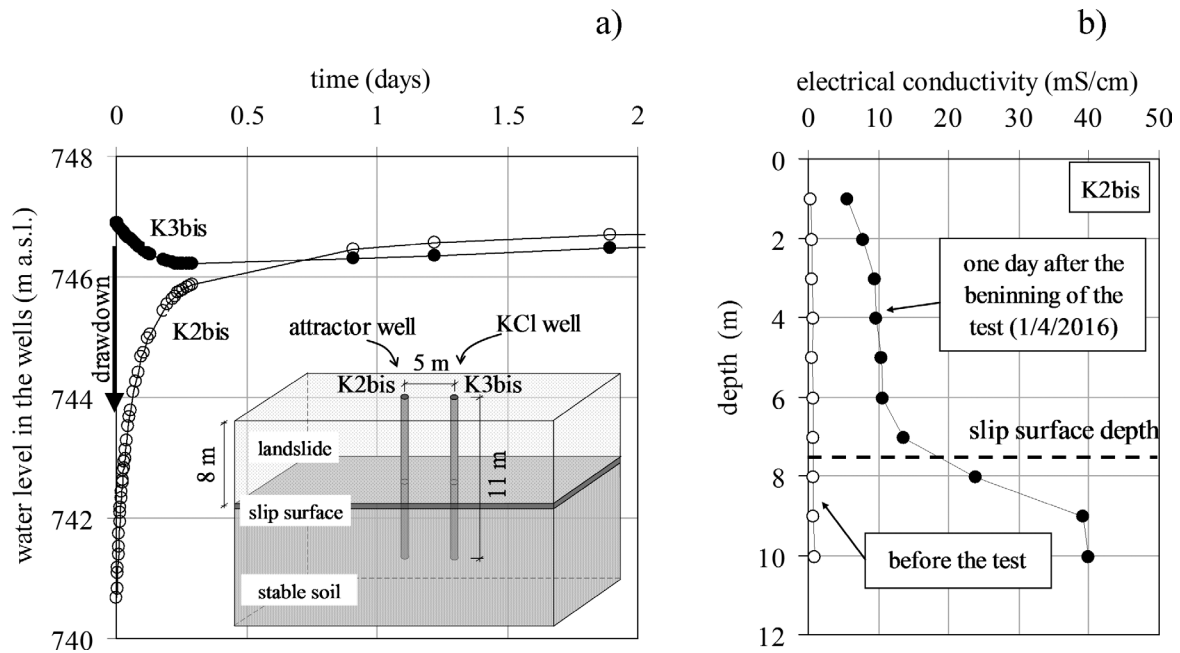 a)
time (days)
0 0.5 1 1.5 2
748
746
744
742
740
water level in the wells (m a.s.l.)
drawdown
K3bis
K2bis
attractor well
KCl well
5 m
K2bis K3bis
landslide
8 m
11 m
slip surface
stable soil
b)
electrical conductivity (mS/cm)
0 10 20 30 40 50
0
2
4
6
8
10
12
depth (m)
K2bis
one day after the
beninning of the
test (1/4/2016)
slip surface depth
before the test